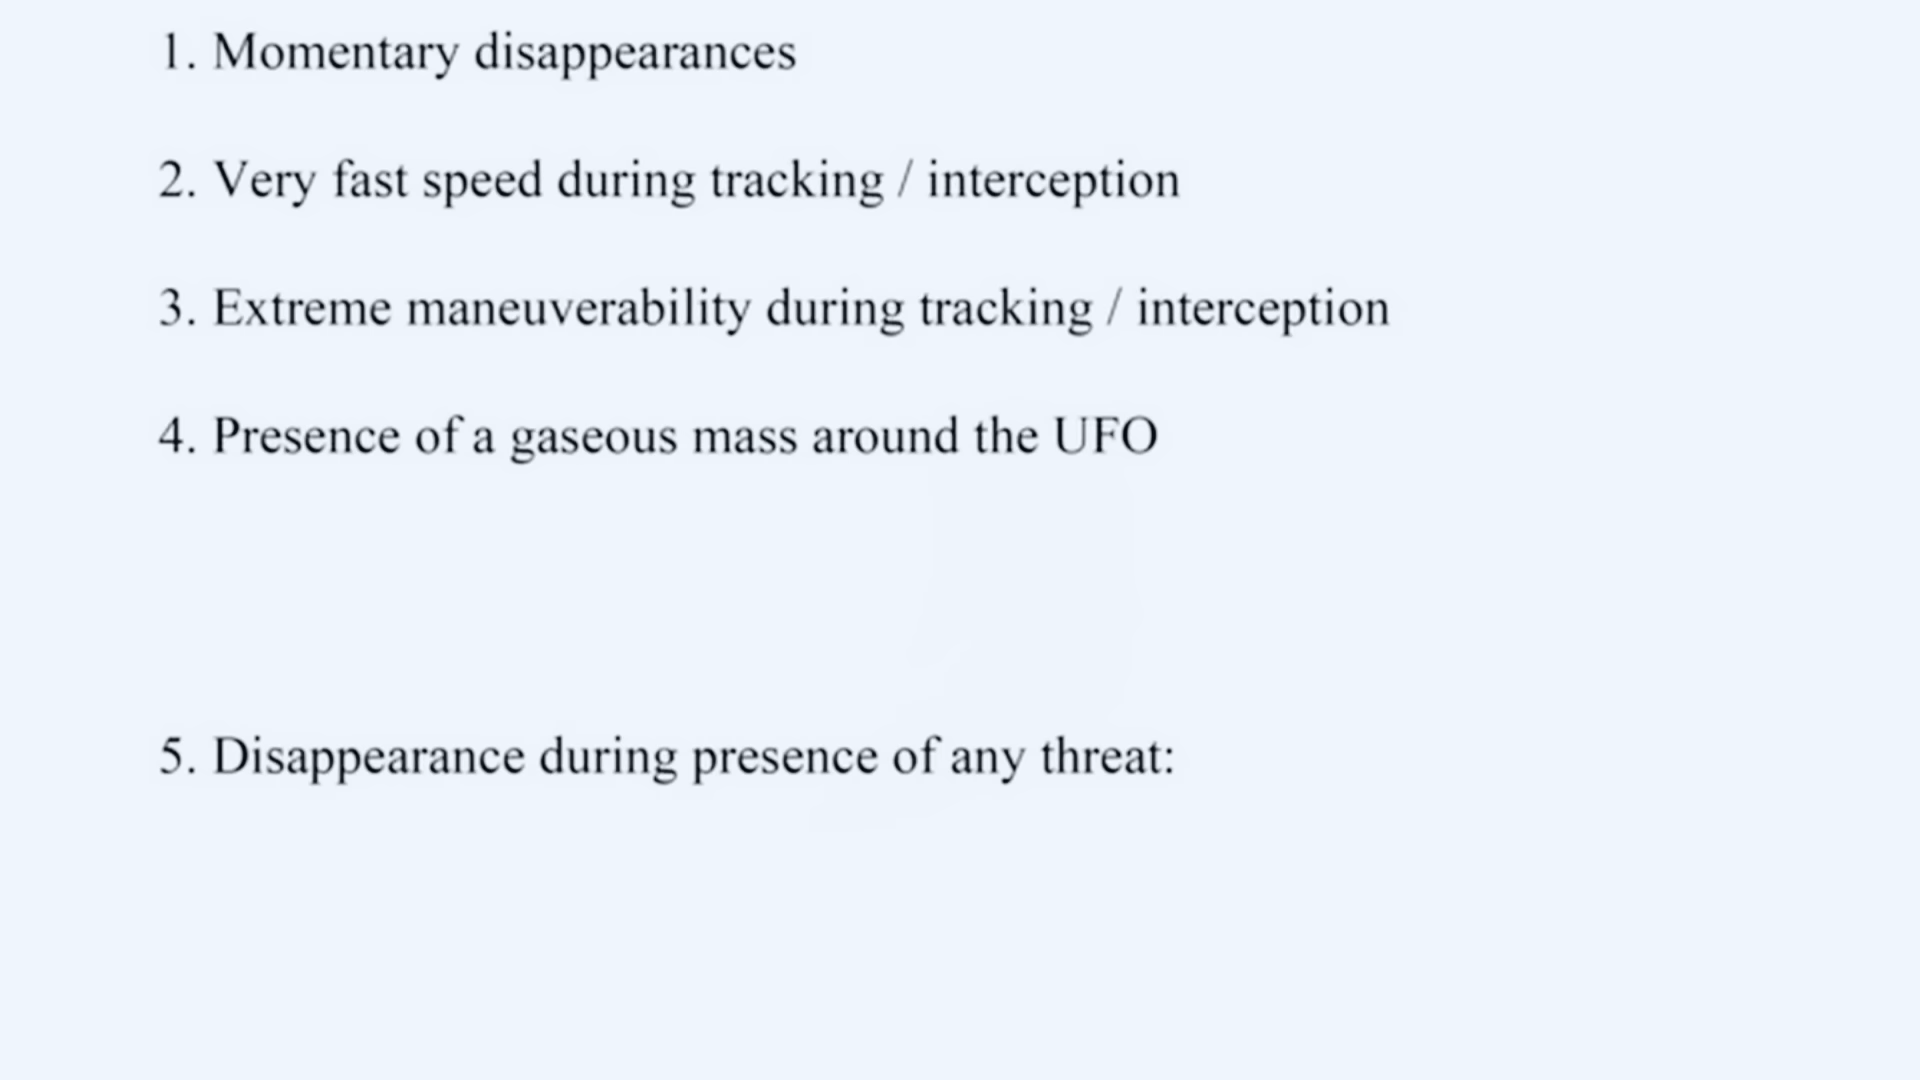 1. Momentary disappearances
2. Very fast speed during tracking / interception
3. Extreme maneuverability during tracking / interception
4. Presence of a gaseous mass around the UFO
5. Disappearance during presence of any threat: